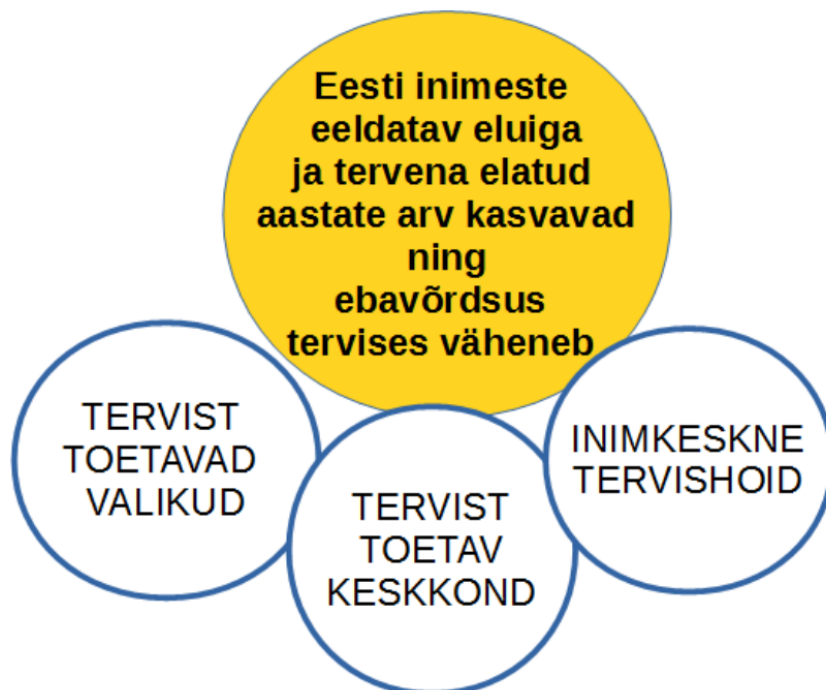 Eesti inimeste
eeldatav eluiga
ja tervena elatud
aastate arv kasvavad
ning
ebavõrdsus
tervises väheneb
TERVIST
TOETAVAD
VALIKUD
TERVIST
TOETAV
KESKKOND
INIMKESKNE
TERVISHOID